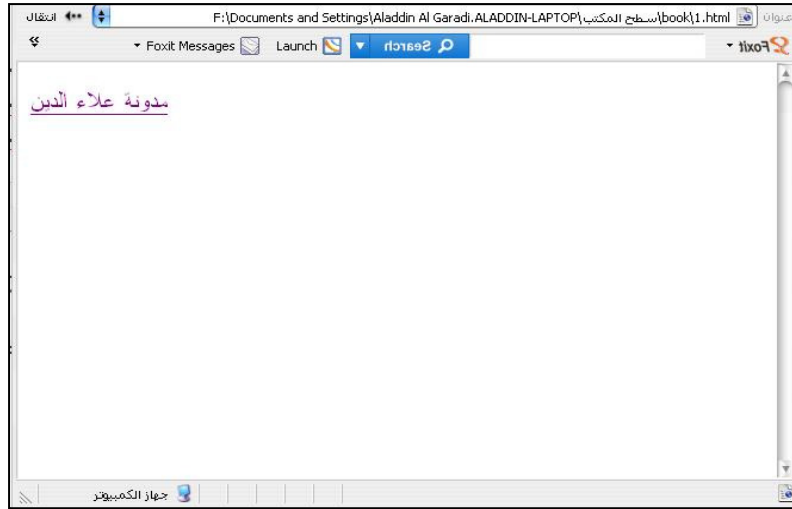 عنوان F:\Documents and Settings\Aladdin Al Garadi.ALADDIN-LAPTOP\سطح المكتب\book\1.html انتقال
Foxit Search Launch Foxit Messages
مدونة علاء الدين
جهاز الكمبيوتر